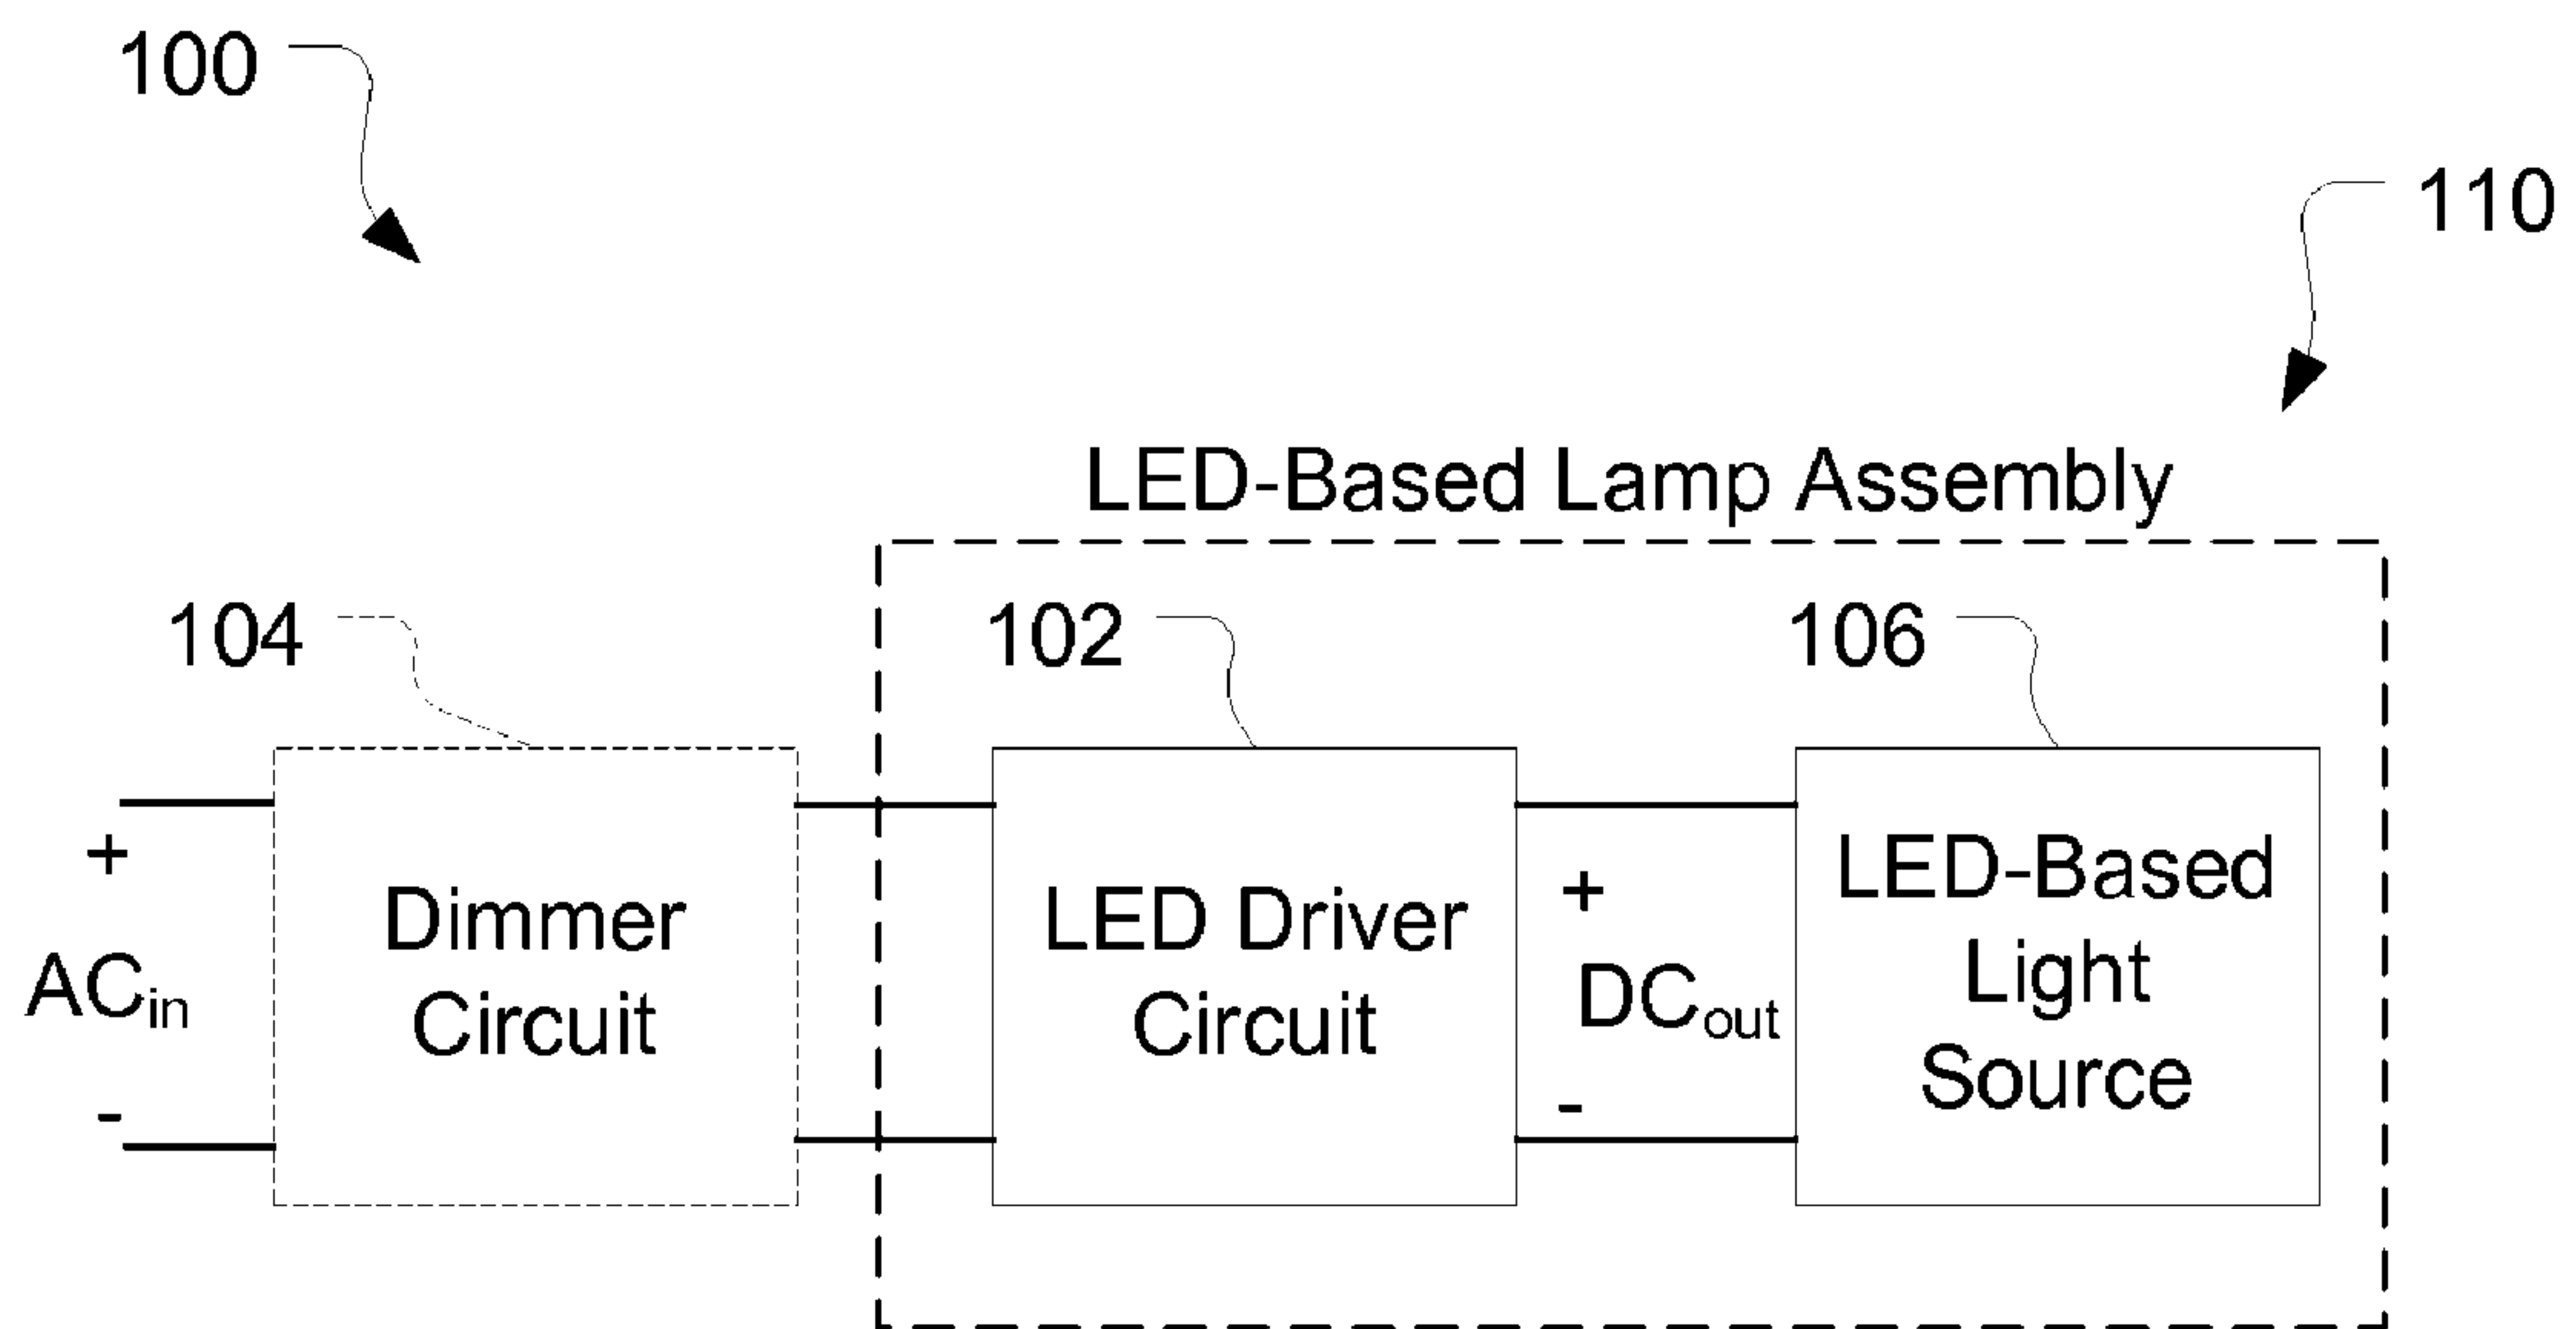 100
110
LED-Based Lamp Assembly
104
102
106
+
ACin
-
Dimmer
Circuit
LED Driver
Circuit
+
DCout
-
LED-Based
Light
Source